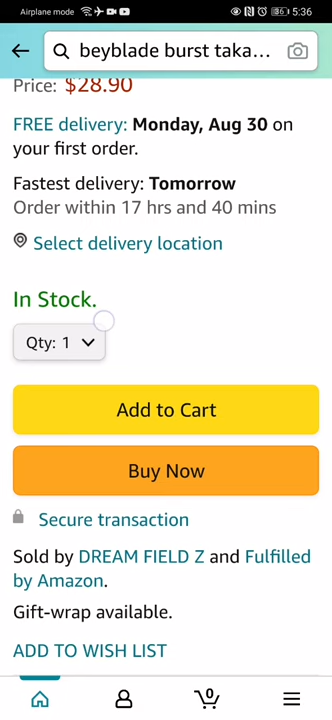 Airplane mode 86 5:36
beyblade burst taka...
Price: $28.90
FREE delivery: Monday, Aug 30 on
your first order.
Fastest delivery: Tomorrow
Order within 17 hrs and 40 mins
Select delivery location
In Stock.
Qty: 1
Add to Cart
Buy Now
Secure transaction
Sold by DREAM FIELD Z and Fulfilled
by Amazon.
Gift-wrap available.
ADD TO WISH LIST
0